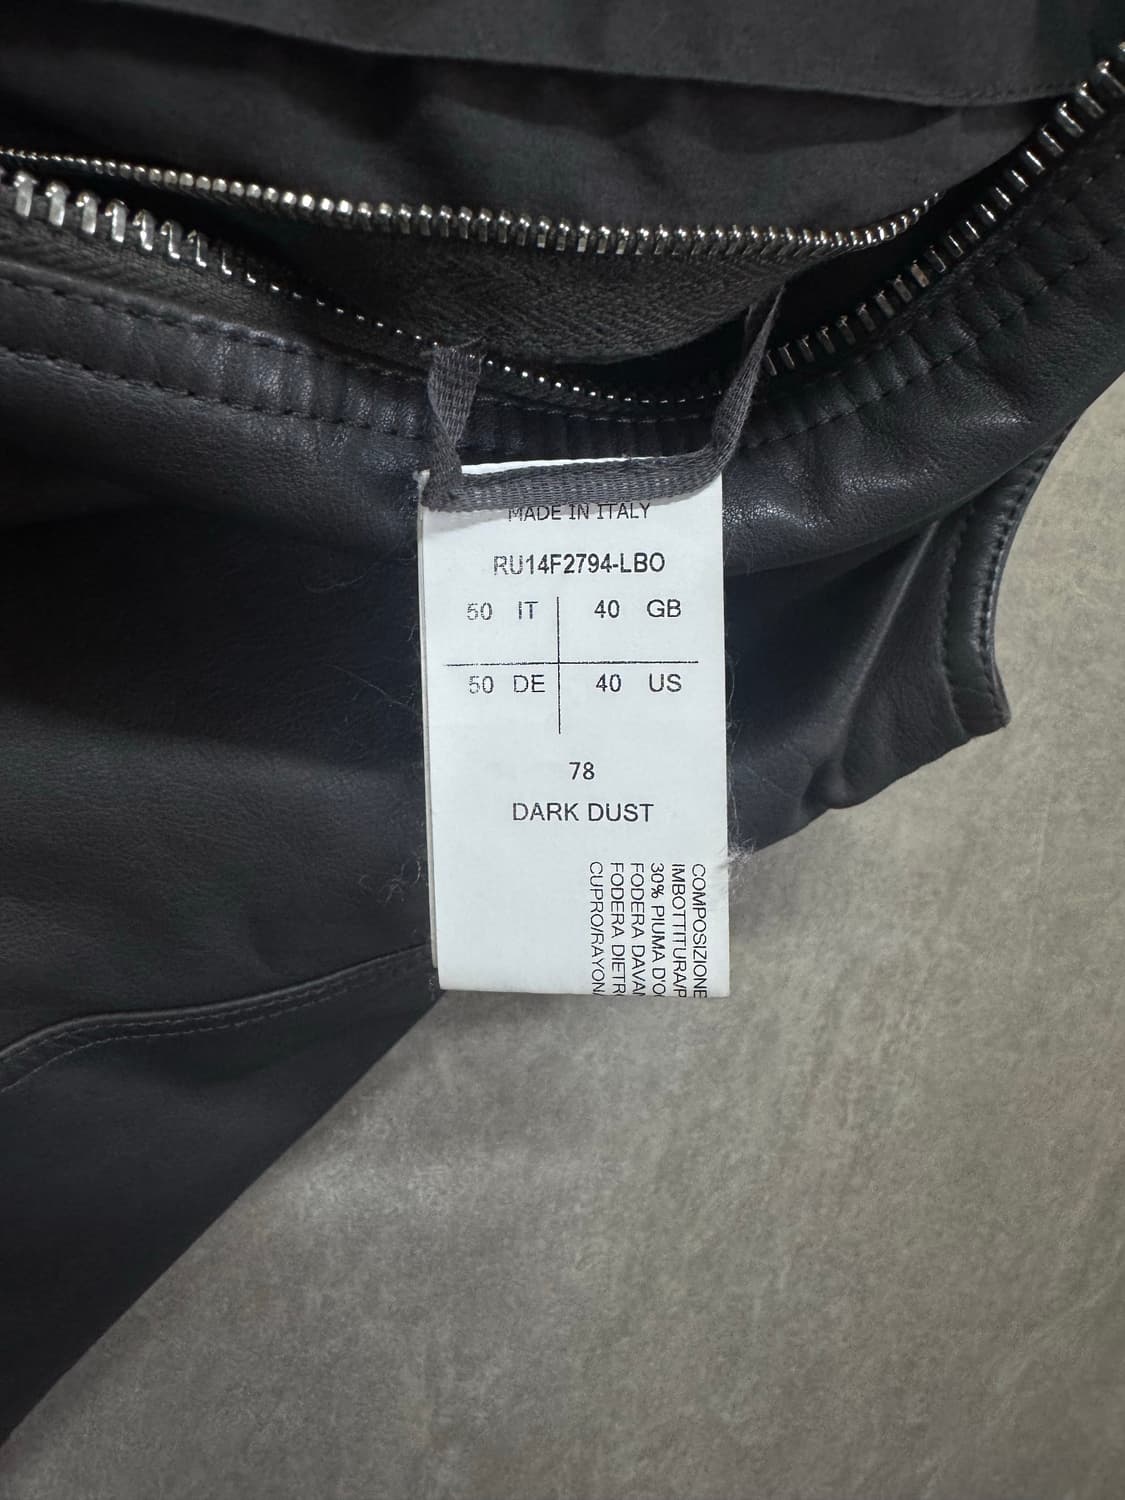 MADE IN ITALY
RU14F2794-LBO
50 IT 40 GB
50 DE 40 US
78
DARK DUST
COMPOSIZIONE
IMBOTTITURA/P
30% PIUMA D'O
FODERA DAVAN
FODERA DIETR
CUPRO/RAYON/